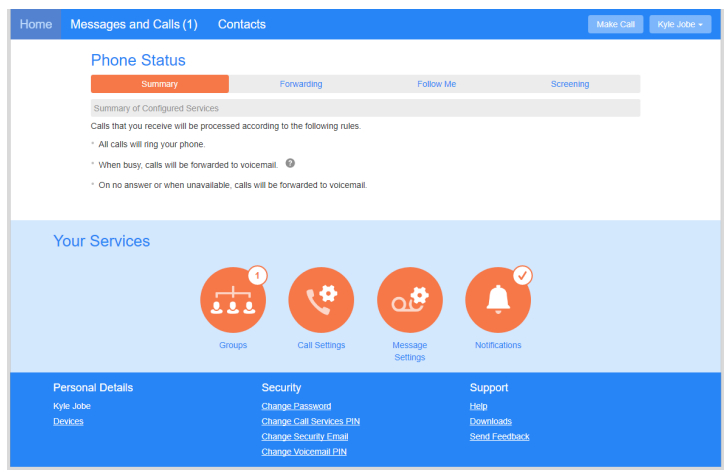 Home Messages and Calls (1) Contacts Make Call Kyle Jobe
Phone Status
Summary Forwarding Follow Me Screening
Summary of Configured Services
Calls that you receive will be processed according to the following rules.
* All calls will ring your phone.
* When busy, calls will be forwarded to voicemail. ?
* On no answer or when unavailable, calls will be forwarded to voicemail.
Your Services
1
Groups Call Settings Message Notifications
Settings
Personal Details Security Support
Kyle Jobe Change Password Help
Devices Change Call Services PIN Downloads
Change Security Email Send Feedback
Change Voicemail PIN